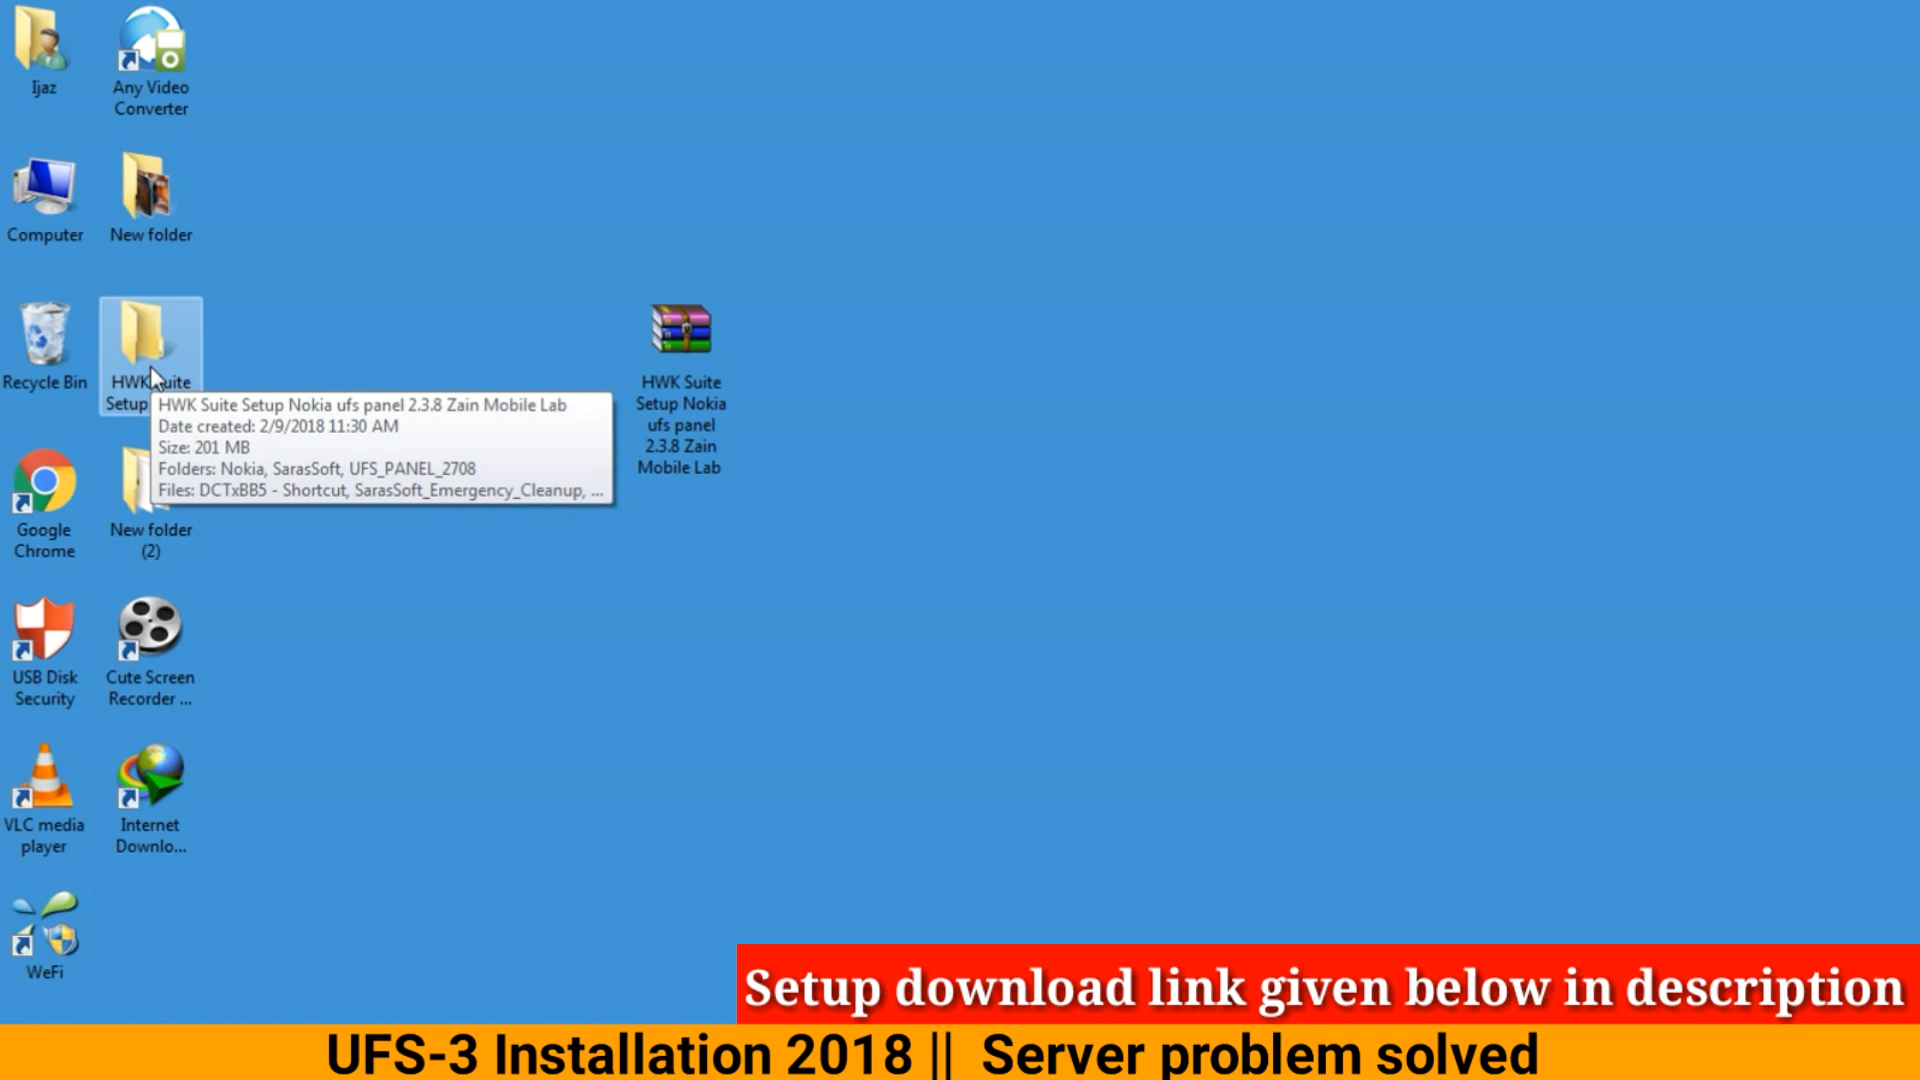 Ijaz
Any Video
Converter
Computer
New folder
Recycle Bin
HWK Suite
Setup
HWK Suite Setup Nokia ufs panel 2.3.8 Zain Mobile Lab
Date created: 2/9/2018 11:30 AM
Size: 201 MB
Folders: Nokia, SarasSoft, UFS_PANEL_2708
Files: DCTxBB5 - Shortcut, SarasSoft_Emergency_Cleanup, ...
HWK Suite
Setup Nokia
ufs panel
2.3.8 Zain
Mobile Lab
Google
Chrome
New folder
(2)
USB Disk
Security
Cute Screen
Recorder ...
VLC media
player
Internet
Downlo...
WeFi
Setup download link given below in description
UFS-3 Installation 2018 || Server problem solved